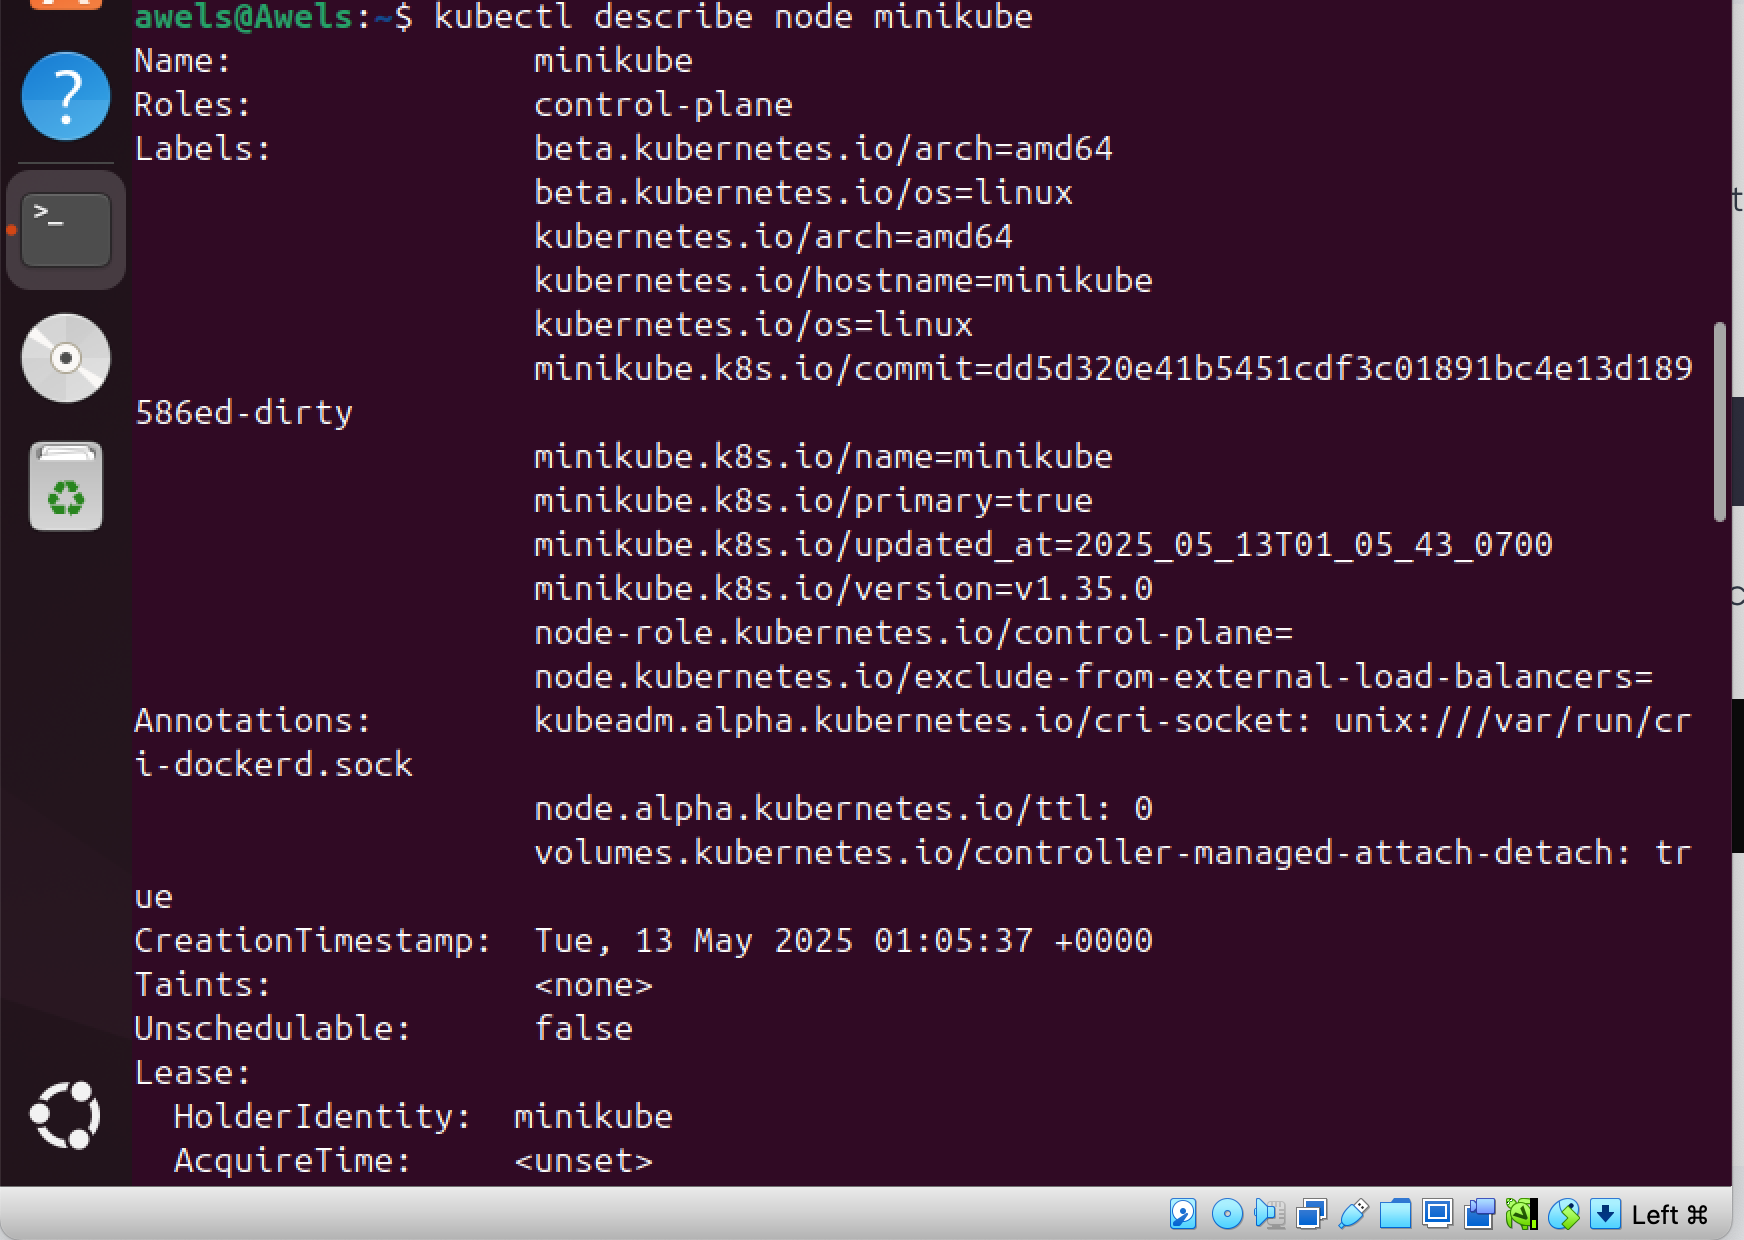 awels@Awels:~$ kubectl describe node minikube
Name:               minikube
Roles:              control-plane
Labels:             beta.kubernetes.io/arch=amd64
                    beta.kubernetes.io/os=linux
                    kubernetes.io/arch=amd64
                    kubernetes.io/hostname=minikube
                    kubernetes.io/os=linux
                    minikube.k8s.io/commit=dd5d320e41b5451cdf3c01891bc4e13d189
586ed-dirty
                    minikube.k8s.io/name=minikube
                    minikube.k8s.io/primary=true
                    minikube.k8s.io/updated_at=2025_05_13T01_05_43_0700
                    minikube.k8s.io/version=v1.35.0
                    node-role.kubernetes.io/control-plane=
                    node.kubernetes.io/exclude-from-external-load-balancers=
Annotations:        kubeadm.alpha.kubernetes.io/cri-socket: unix:///var/run/cr
i-dockerd.sock
                    node.alpha.kubernetes.io/ttl: 0
                    volumes.kubernetes.io/controller-managed-attach-detach: tr
ue
CreationTimestamp:  Tue, 13 May 2025 01:05:37 +0000
Taints:             <none>
Unschedulable:      false
Lease:
  HolderIdentity:  minikube
  AcquireTime:     <unset>
Left ⌘